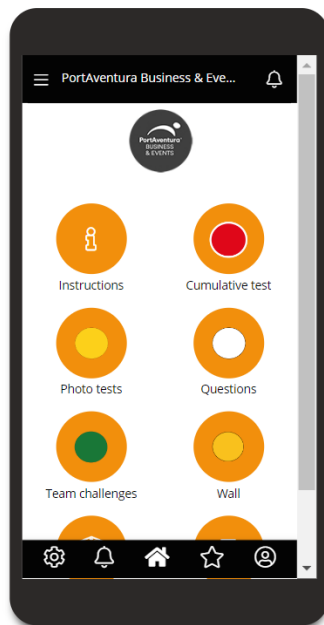 PortAventura Business & Eve...
PortAventura
BUSINESS
& EVENTS
Instructions
Cumulative test
Photo tests
Questions
Team challenges
Wall